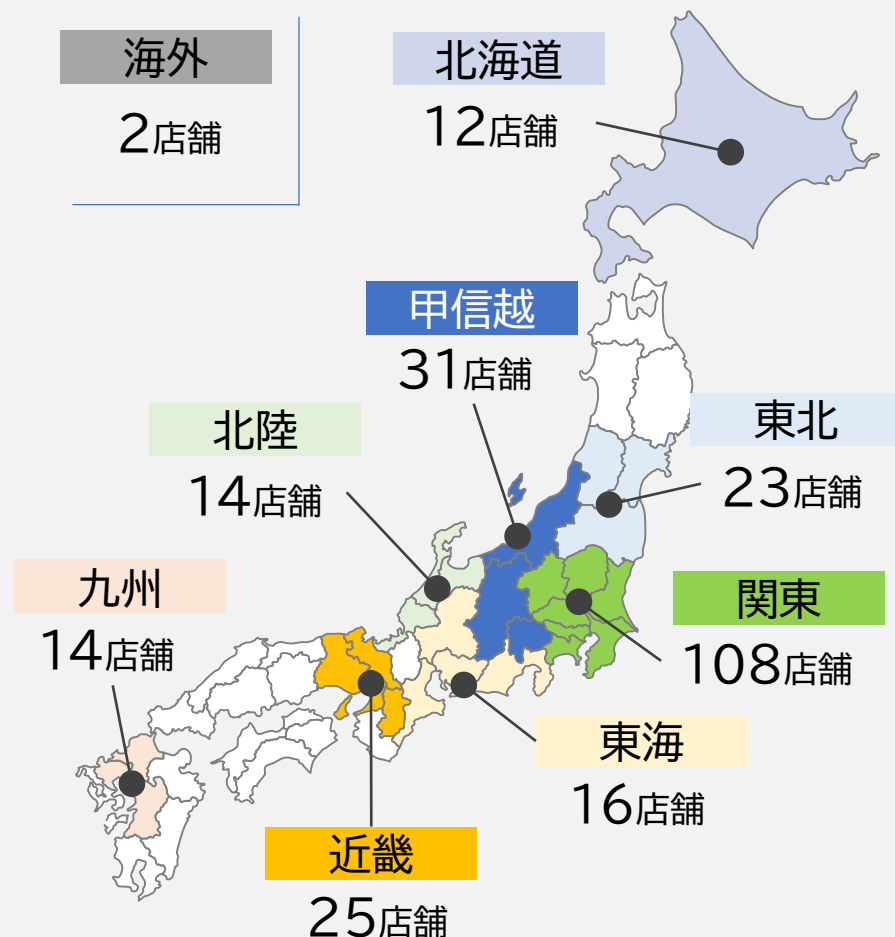 海外
2店舗
北海道
12店舗
甲信越
31店舗
北陸
14店舗
東北
23店舗
九州
14店舗
関東
108店舗
東海
16店舗
近畿
25店舗